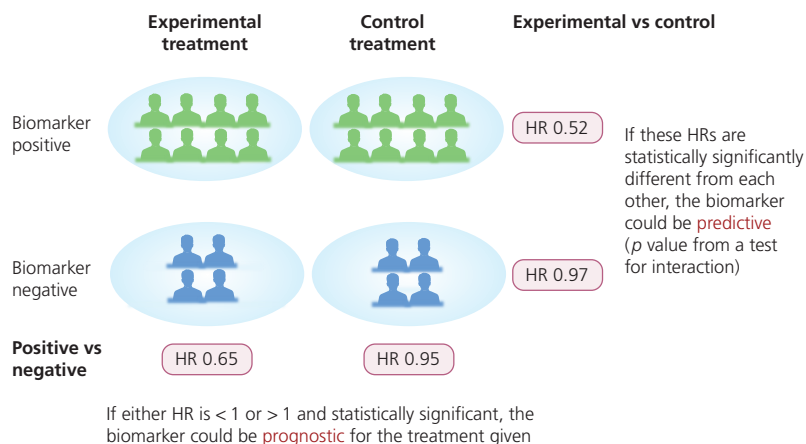 Experimental
treatment
Control
treatment
Experimental vs control
Biomarker
positive
HR 0.52
If these HRs are
statistically significantly
different from each
other, the biomarker
could be predictive
(p value from a test
for interaction)
Biomarker
negative
HR 0.97
Positive vs
negative
HR 0.65
HR 0.95
If either HR is < 1 or > 1 and statistically significant, the
biomarker could be prognostic for the treatment given